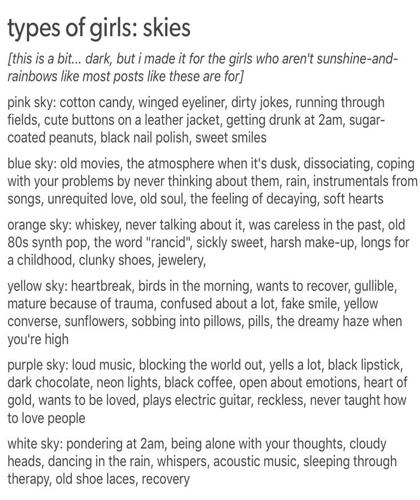 types of girls: skies
[this is a bit... dark, but i made it for the girls who aren't sunshine-and-
rainbows like most posts like these are for]
pink sky: cotton candy, winged eyeliner, dirty jokes, running through
fields, cute buttons on a leather jacket, getting drunk at 2am, sugar-
coated peanuts, black nail polish, sweet smiles
blue sky: old movies, the atmosphere when it's dusk, dissociating, coping
with your problems by never thinking about them, rain, instrumentals from
songs, unrequited love, old soul, the feeling of decaying, soft hearts
orange sky: whiskey, never talking about it, was careless in the past, old
80s synth pop, the word "rancid", sickly sweet, harsh make-up, longs for
a childhood, clunky shoes, jewelery,
yellow sky: heartbreak, birds in the morning, wants to recover, gullible,
mature because of trauma, confused about a lot, fake smile, yellow
converse, sunflowers, sobbing into pillows, pills, the dreamy haze when
you're high
purple sky: loud music, blocking the world out, yells a lot, black lipstick,
dark chocolate, neon lights, black coffee, open about emotions, heart of
gold, wants to be loved, plays electric guitar, reckless, never taught how
to love people
white sky: pondering at 2am, being alone with your thoughts, cloudy
heads, dancing in the rain, whispers, acoustic music, sleeping through
therapy, old shoe laces, recovery